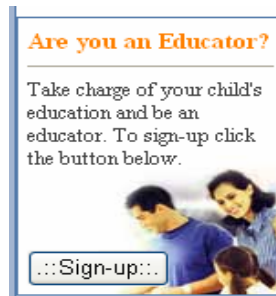 Are you an Educator?
Take charge of your child's
education and be an
educator. To sign-up click
the button below.
.::Sign-up::.